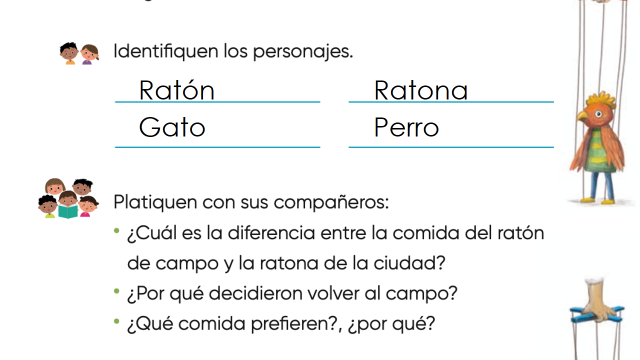 Identifiquen los personajes.
Ratón Ratona
Gato Perro
Platiquen con sus compañeros:
• ¿Cuál es la diferencia entre la comida del ratón
de campo y la ratona de la ciudad?
• ¿Por qué decidieron volver al campo?
• ¿Qué comida prefieren?, ¿por qué?